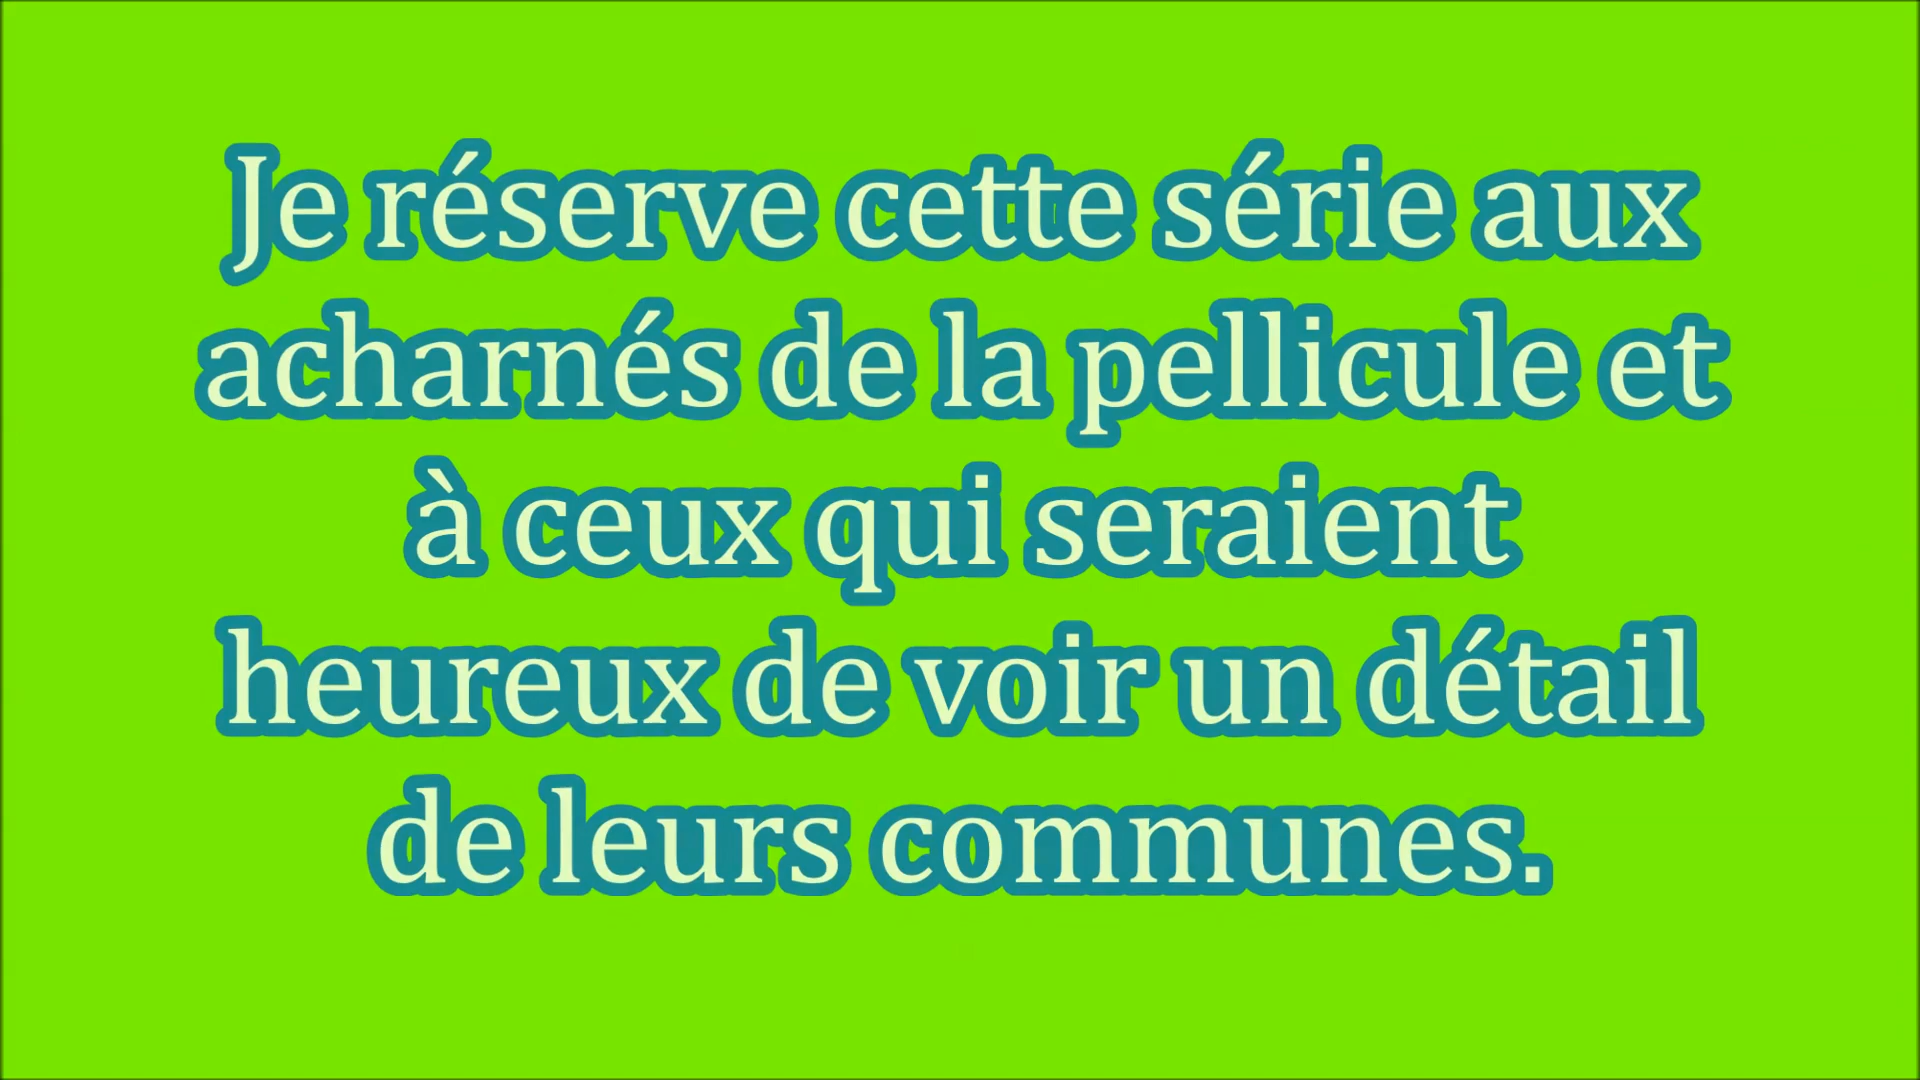 Je réserve cette série aux
acharnés de la pellicule et
à ceux qui seraient
heureux de voir un détail
de leurs communes.